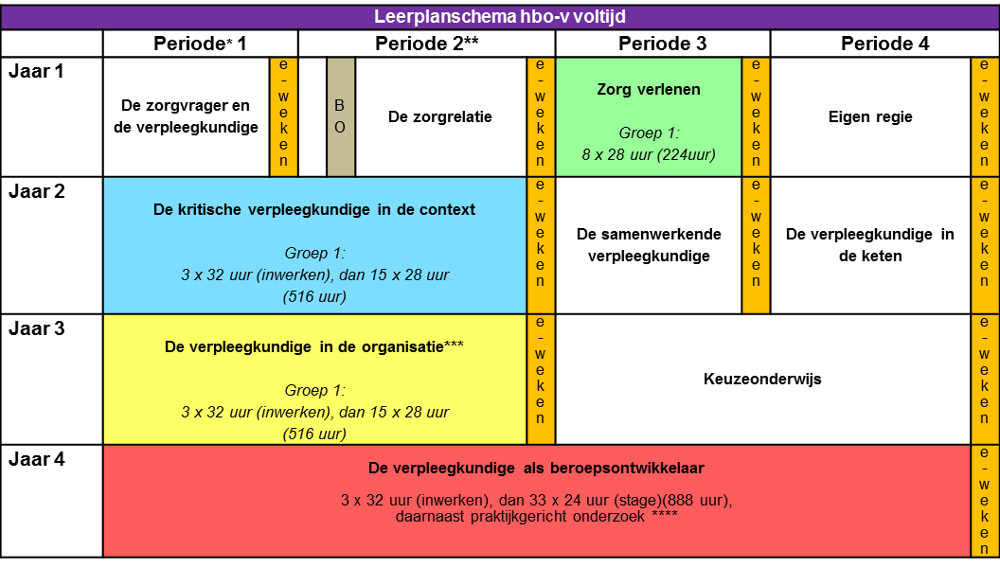 Leerplanschema hbo-v voltijd
Periode* 1
Periode 2**
Periode 3
Periode 4
Jaar 1
De zorgvrager en
de verpleegkundige
e-weken
BO
De zorgrelatie
e-weken
Zorg verlenen
Groep 1:
8 x 28 uur (224uur)
e-weken
Eigen regie
e-weken
Jaar 2
De kritische verpleegkundige in de context
Groep 1:
3 x 32 uur (inwerken), dan 15 x 28 uur
(516 uur)
e-weken
De samenwerkende
verpleegkundige
e-weken
De verpleegkundige in
de keten
e-weken
Jaar 3
De verpleegkundige in de organisatie***
Groep 1:
3 x 32 uur (inwerken), dan 15 x 28 uur
(516 uur)
e-weken
Keuzeonderwijs
e-weken
Jaar 4
De verpleegkundige als beroepsontwikkelaar
3 x 32 uur (inwerken), dan 33 x 24 uur (stage)(888 uur),
daarnaast praktijkgericht onderzoek ****
e-weken